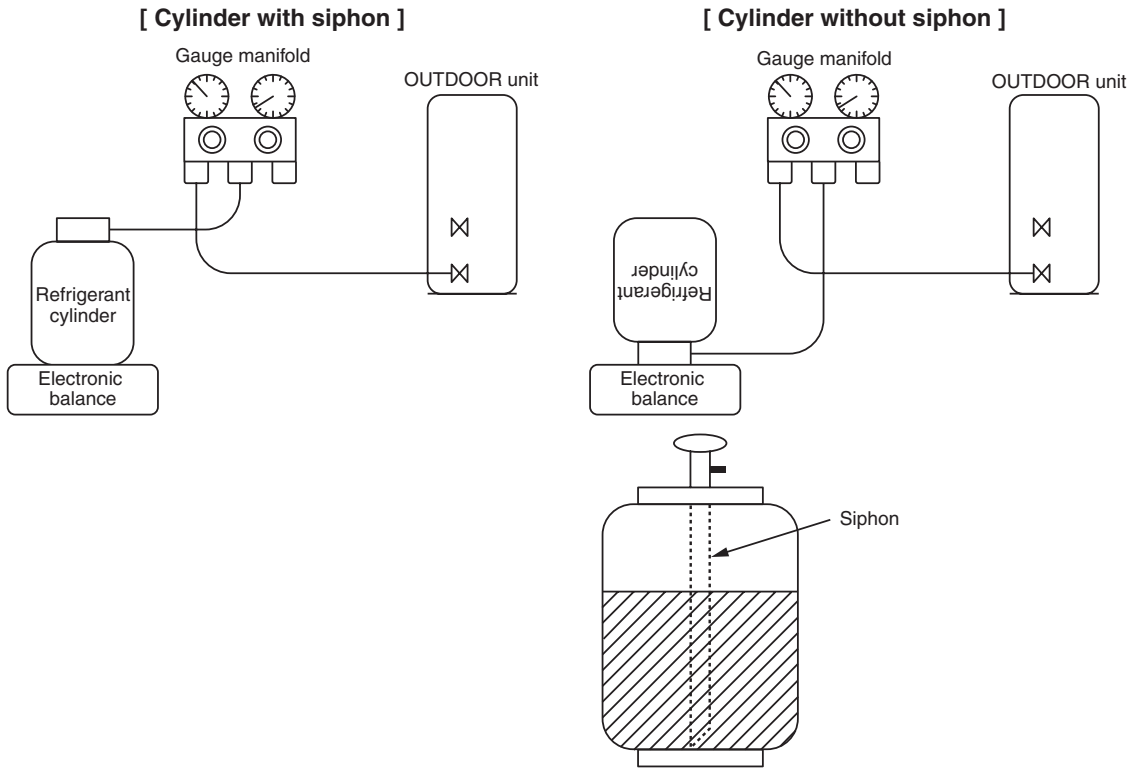 [ Cylinder with siphon ]
Gauge manifold
OUTDOOR unit
Refrigerant
cylinder
Electronic
balance
[ Cylinder without siphon ]
Gauge manifold
OUTDOOR unit
Refrigerant
cylinder
Electronic
balance
Siphon